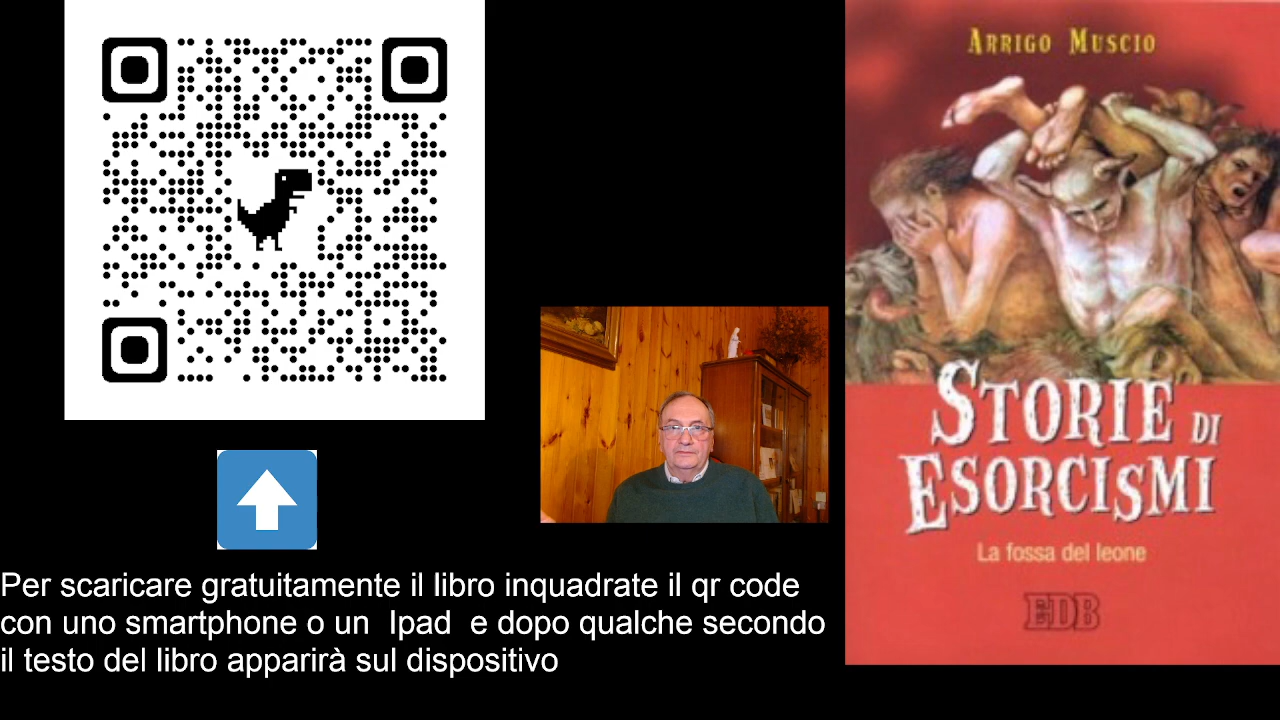 Arrigo Muscio
Storie di
Esorcismi
La fossa del leone
EDB
Per scaricare gratuitamente il libro inquadrate il qr code
con uno smartphone o un  Ipad  e dopo qualche secondo
il testo del libro apparirà sul dispositivo